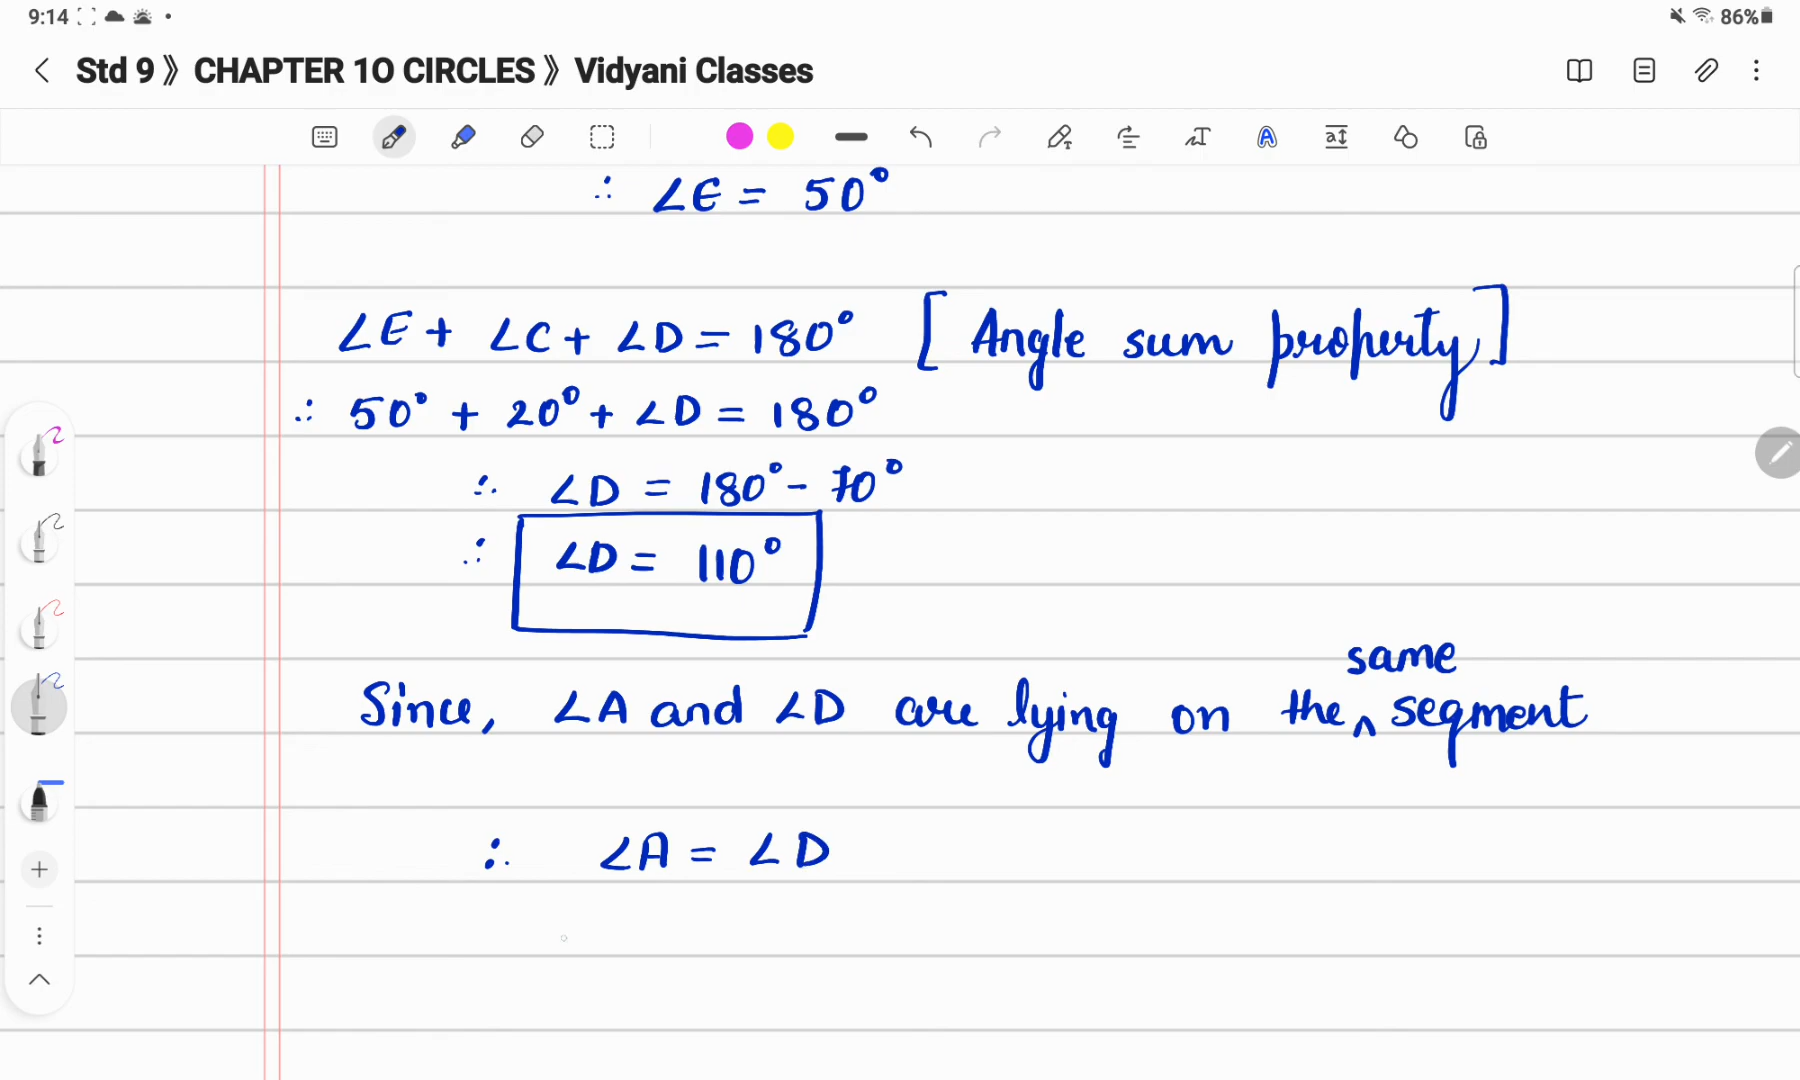 9:14
86%
Std 9》 CHAPTER 1O CIRCLES》 Vidyani Classes
∴ ∠E = 50°
∠E + ∠C + ∠D = 180° [Angle sum property]
∴ 50° + 20° + ∠D = 180°
∴ ∠D = 180° - 70°
∴ ∠D = 110°
same
Since, ∠A and ∠D are lying on the ^ segment
∴ ∠A = ∠D